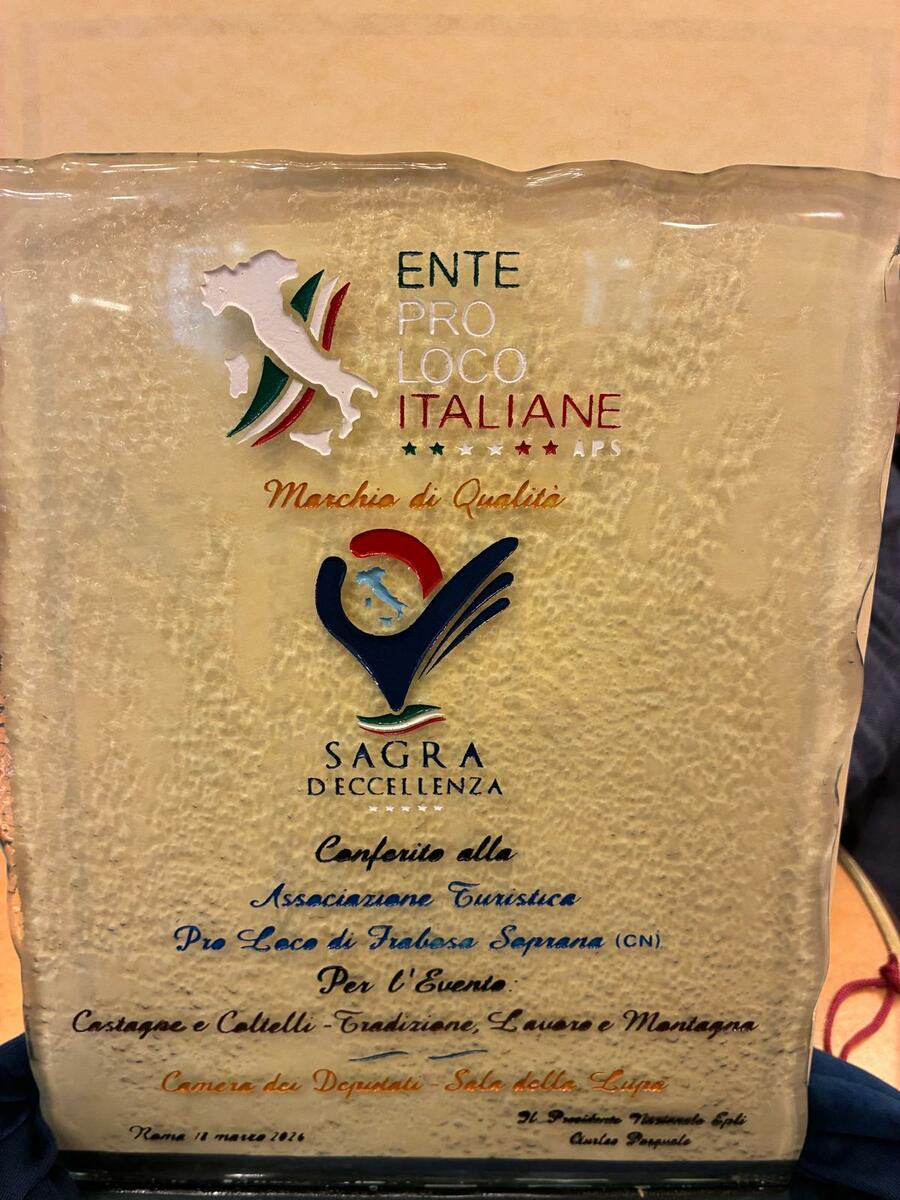 ENTE
PRO
LOCO
ITALIANE
APS
Marchio di Qualità
SAGRA
D'ECCELLENZA
Conferito alla
Associazione Turistica
Pro Loco di Frabosa Soprana (CN)
Per l'Evento:
Castagne e Coltelli - Tradizione, Lavoro e Montagna
Camera dei Deputati - Sala della Lupa
Roma 18 marzo 2026
Il Presidente Nazionale Epli
Pasquale